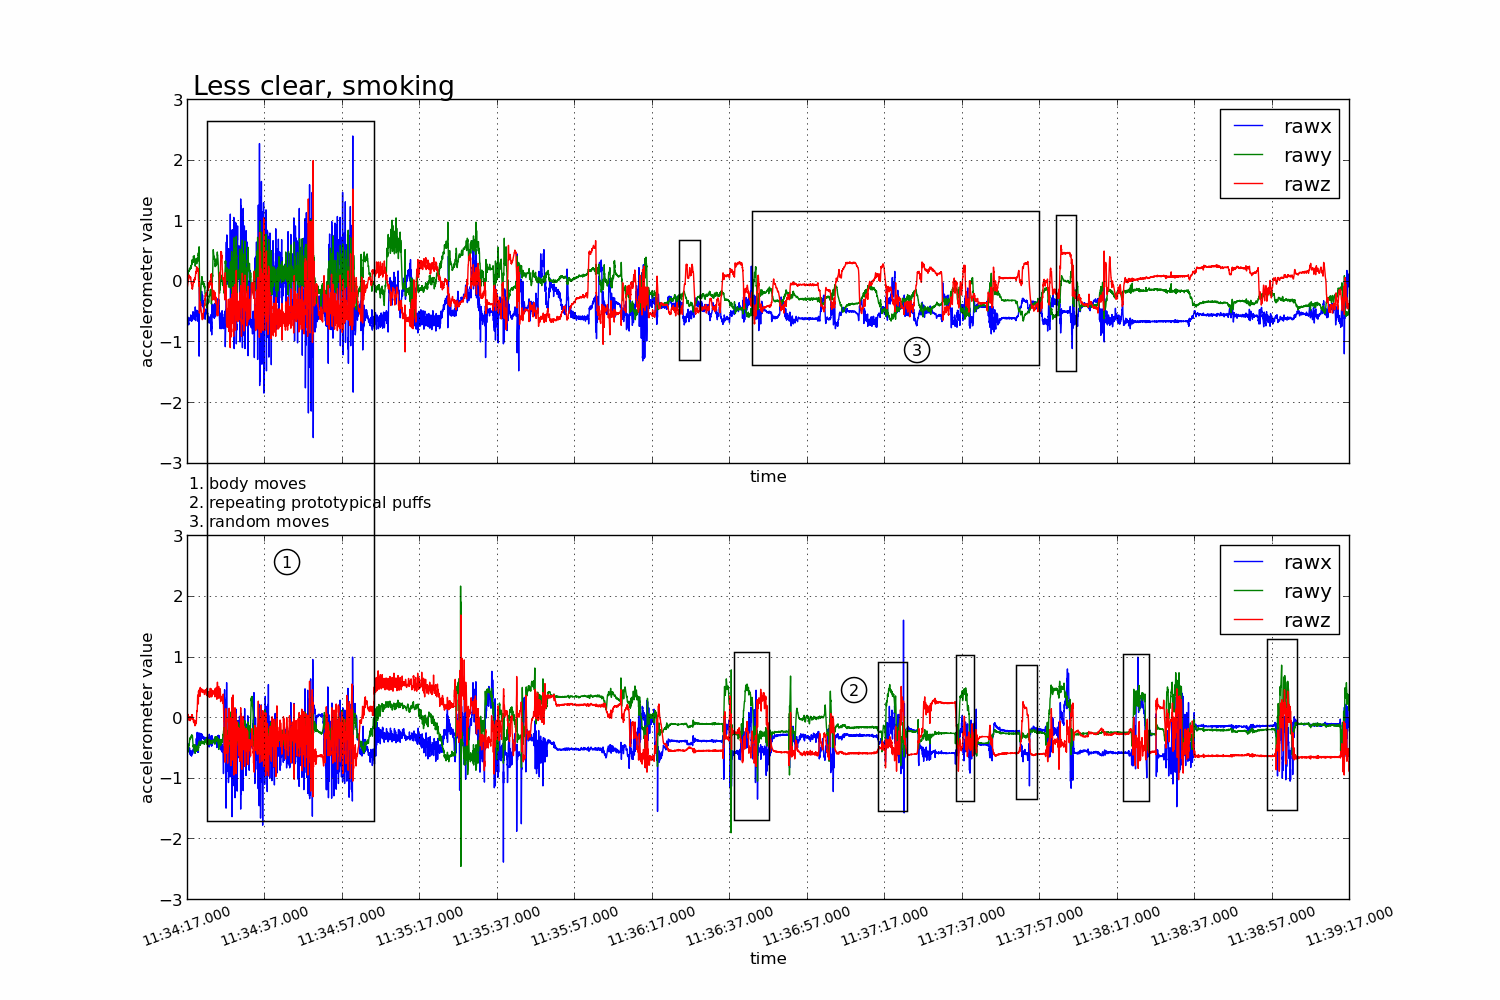 Less clear, smoking
3
2
1
0
−1
−2
−3
accelerometer value
rawx
rawy
rawz
3
time
1. body moves
2. repeating prototypical puffs
3. random moves
3
2
1
0
−1
−2
−3
accelerometer value
1
rawx
rawy
rawz
2
11:34:17.000
11:34:37.000
11:34:57.000
11:35:17.000
11:35:37.000
11:35:57.000
11:36:17.000
11:36:37.000
11:36:57.000
11:37:17.000
11:37:37.000
11:37:57.000
11:38:17.000
11:38:37.000
11:38:57.000
11:39:17.000
time